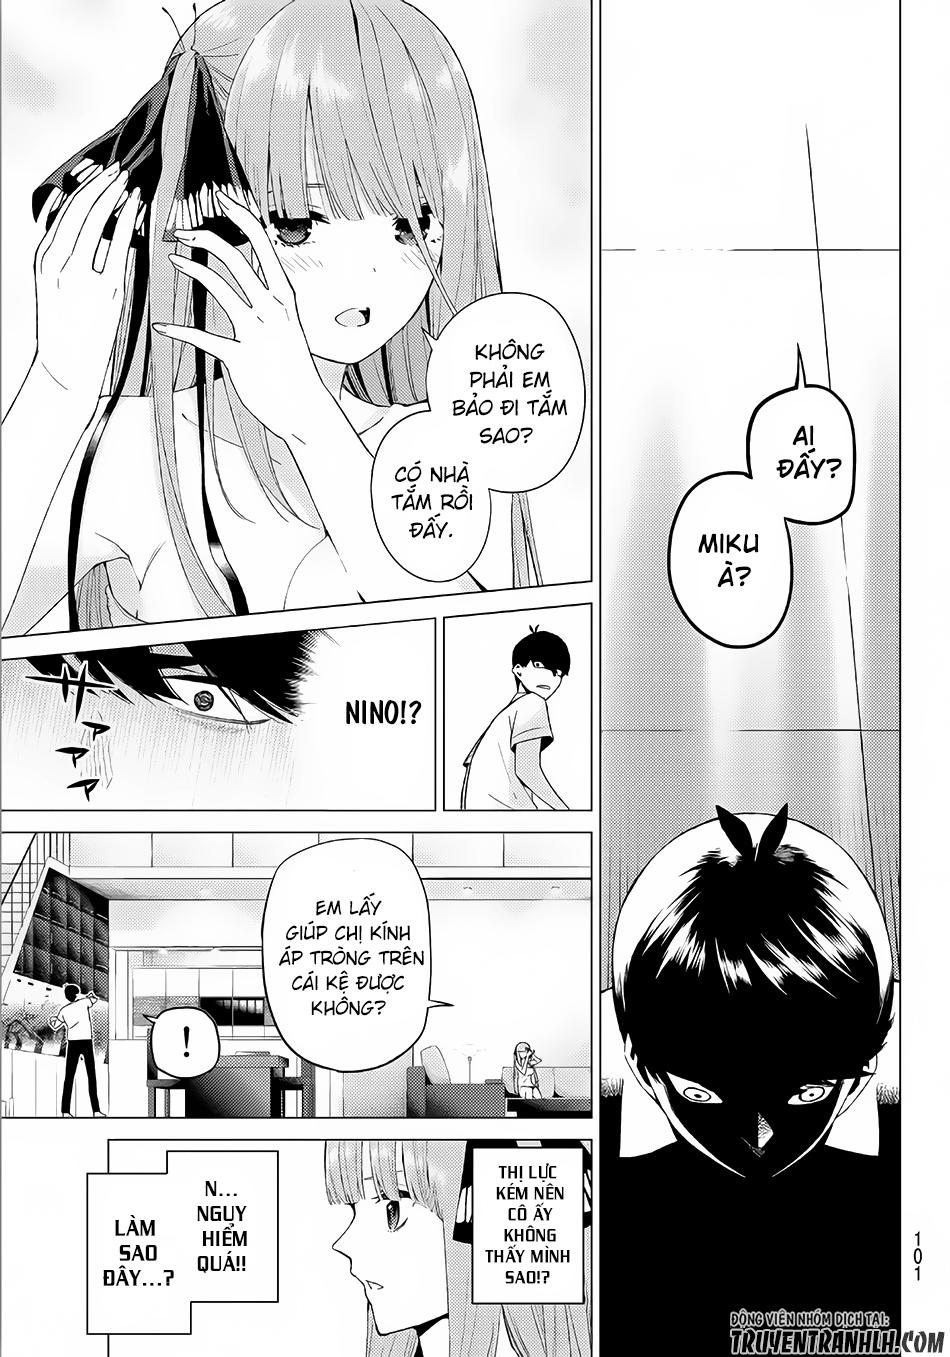 AI
ĐẤY?
MIKU
À?
KHÔNG
PHẢI EM
BẢO ĐI TẮM
SAO?
CÓ NHÀ
TẮM RỒI
ĐẤY.
NINO!?
EM LẤY
GIÚP CHỊ KÍNH
ÁP TRÒNG TRÊN
CÁI KỆ ĐƯỢC
KHÔNG?
!
THỊ LỰC
KÉM NÊN
CÔ ẤY
KHÔNG
THẤY MÌNH
SAO!?
N...
NGUY
HIỂM
QUÁ!!
LÀM
SAO
ĐÂY...?
101
ĐỘNG VIÊN NHÓM DỊCH TẠI:
TRUYENTRANHLH.COM